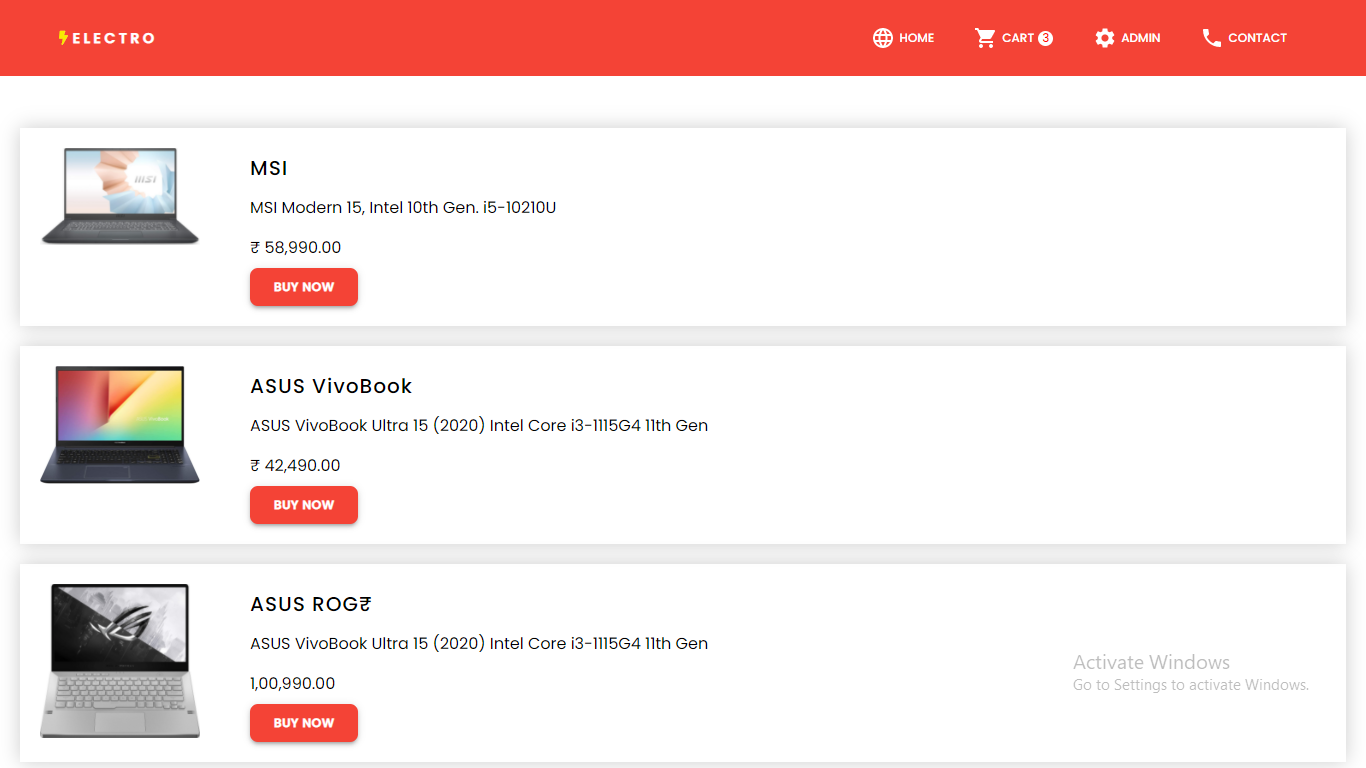 ELECTRO
HOME
CART 3
ADMIN
CONTACT
msi
MSI
MSI Modern 15, Intel 10th Gen. i5-10210U
₹ 58,990.00
BUY NOW
ASUS VivoBook
ASUS VivoBook Ultra 15 (2020) Intel Core i3-1115G4 11th Gen
₹ 42,490.00
BUY NOW
ASUS ROG₹
ASUS VivoBook Ultra 15 (2020) Intel Core i3-1115G4 11th Gen
1,00,990.00
BUY NOW
Activate Windows
Go to Settings to activate Windows.